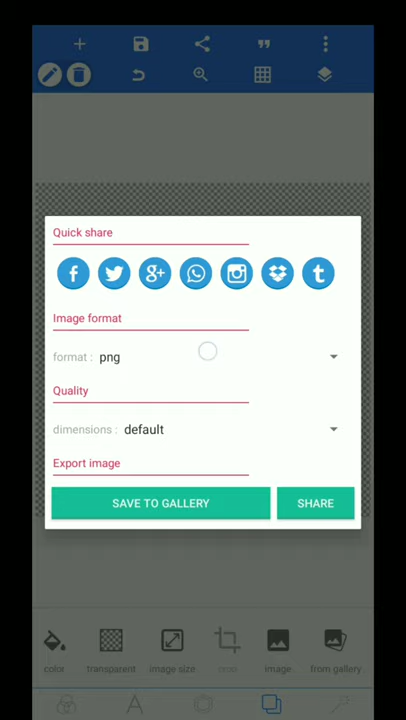 Quick share
Image format
format : png
Quality
dimensions : default
Export image
SAVE TO GALLERY SHARE
color transparent image size crop image from gallery